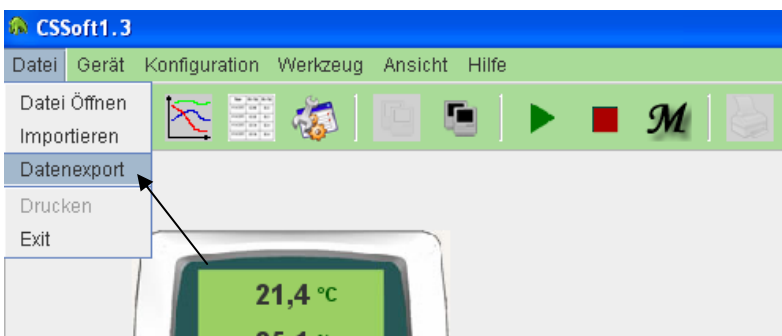 CSSoft1.3
Datei Gerät Konfiguration Werkzeug Ansicht Hilfe
Datei Öffnen
Importieren
Datenexport
Drucken
Exit
M
21,4 °C